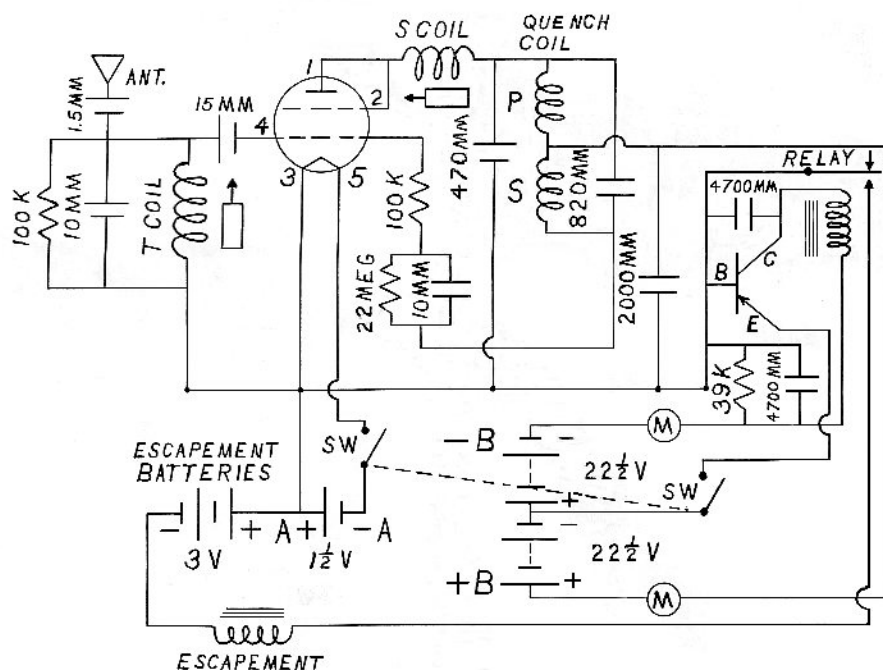 QUENCH
COIL
S COIL
ANT.
1.5MM
15MM
1
2
4
3
5
P
S
470MM
820MM
RELAY
4700MM
100K
10MM
T COIL
100K
22MEG
10MM
2000MM
B
C
E
39K
4700MM
ESCAPEMENT
BATTERIES
SW
-B
-
M
22½V
+
SW
- + A+ -A
3V
1½V
-
22½V
+B
+
M
ESCAPEMENT